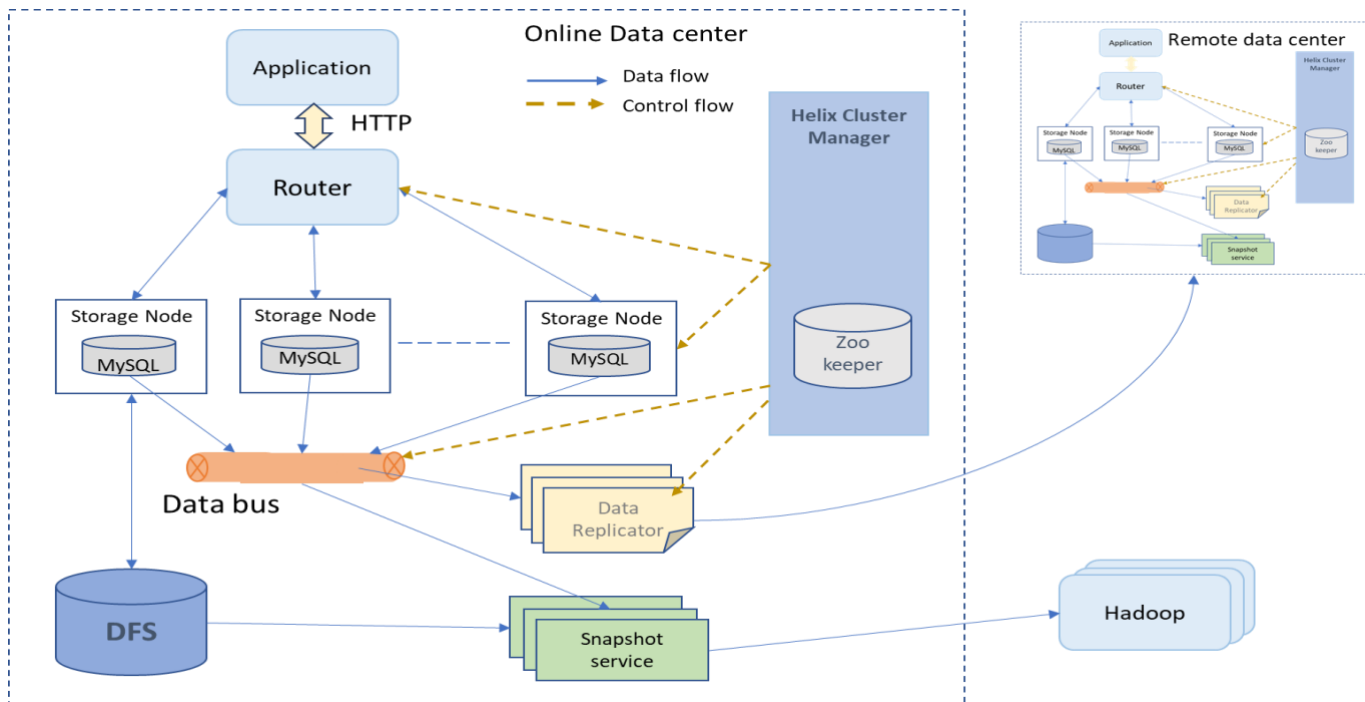 Online Data center
Data flow
Control flow
Application
HTTP
Router
Helix Cluster
Manager
Zoo
keeper
Storage Node
MySQL
Storage Node
MySQL
Storage Node
MySQL
Data bus
Data
Replicator
DFS
Snapshot
service
Hadoop
Remote data center
Application
Router
Helix Cluster
Manager
Zoo
keeper
Storage Node
MySQL
Storage Node
MySQL
Storage Node
MySQL
Data
Replicator
Snapshot
service